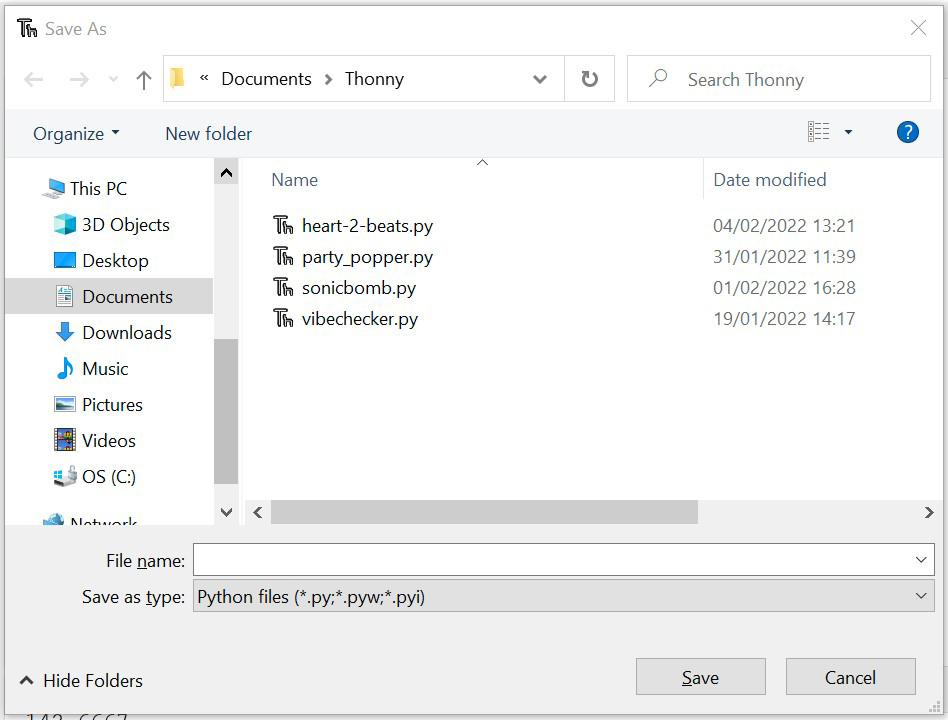 Save As
« Documents > Thonny
Search Thonny
Organize
New folder
?
This PC
3D Objects
Desktop
Documents
Downloads
Music
Pictures
Videos
OS (C:)
Network
Name
Date modified
heart-2-beats.py 04/02/2022 13:21
party_popper.py 31/01/2022 11:39
sonicbomb.py 01/02/2022 16:28
vibechecker.py 19/01/2022 14:17
File name:
Save as type: Python files (*.py;*.pyw;*.pyi)
Hide Folders
Save
Cancel